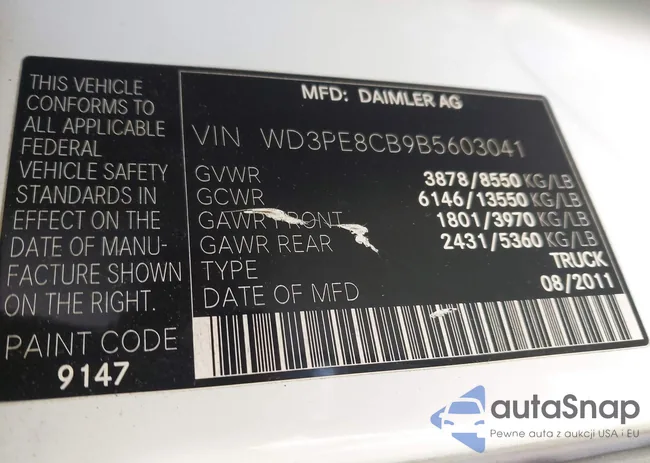 THIS VEHICLE
CONFORMS TO
ALL APPLICABLE
FEDERAL
VEHICLE SAFETY
STANDARDS IN
EFFECT ON THE
DATE OF MANU-
FACTURE SHOWN
ON THE RIGHT.
PAINT CODE
9147
MFD: DAIMLER AG
VIN WD3PE8CB9B5603041
GVWR 3878/8550 KG/LB
GCWR 6146/13550 KG/LB
GAWR FRONT 1801/3970 KG/LB
GAWR REAR 2431/5360 KG/LB
TYPE TRUCK
DATE OF MFD 08/2011
autaSnap
Pewne auta z aukcji USA i EU